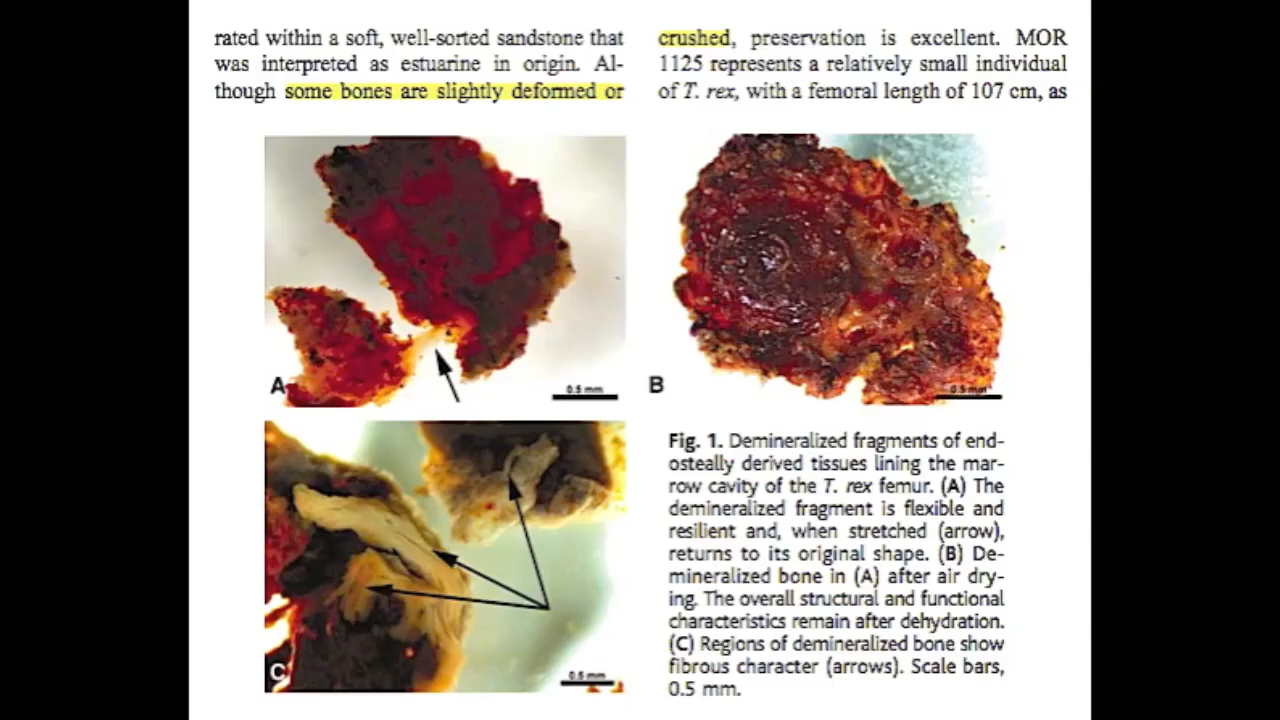 rated within a soft, well-sorted sandstone that
was interpreted as estuarine in origin. Al-
though some bones are slightly deformed or
crushed, preservation is excellent. MOR
1125 represents a relatively small individual
of T. rex, with a femoral length of 107 cm, as
A
0.5 mm
B
0.5 mm
C
0.5 mm
Fig. 1. Demineralized fragments of end-
osteally derived tissues lining the mar-
row cavity of the T. rex femur. (A) The
demineralized fragment is flexible and
resilient and, when stretched (arrow),
returns to its original shape. (B) De-
mineralized bone in (A) after air dry-
ing. The overall structural and functional
characteristics remain after dehydration.
(C) Regions of demineralized bone show
fibrous character (arrows). Scale bars,
0.5 mm.